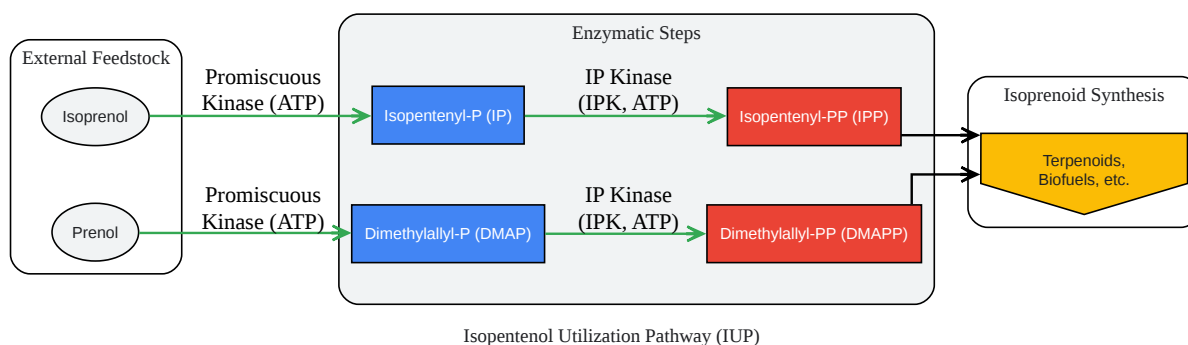 Enzymatic Steps
External Feedstock
Promiscuous
Kinase (ATP)
IP Kinase
(IPK, ATP)
Isoprenoid Synthesis
Isoprenol
Isopentenyl-P (IP)
Isopentenyl-PP (IPP)
Terpenoids,
Biofuels, etc.
Promiscuous
Kinase (ATP)
IP Kinase
(IPK, ATP)
Prenol
Dimethylallyl-P (DMAP)
Dimethylallyl-PP (DMAPP)
Isopentenol Utilization Pathway (IUP)